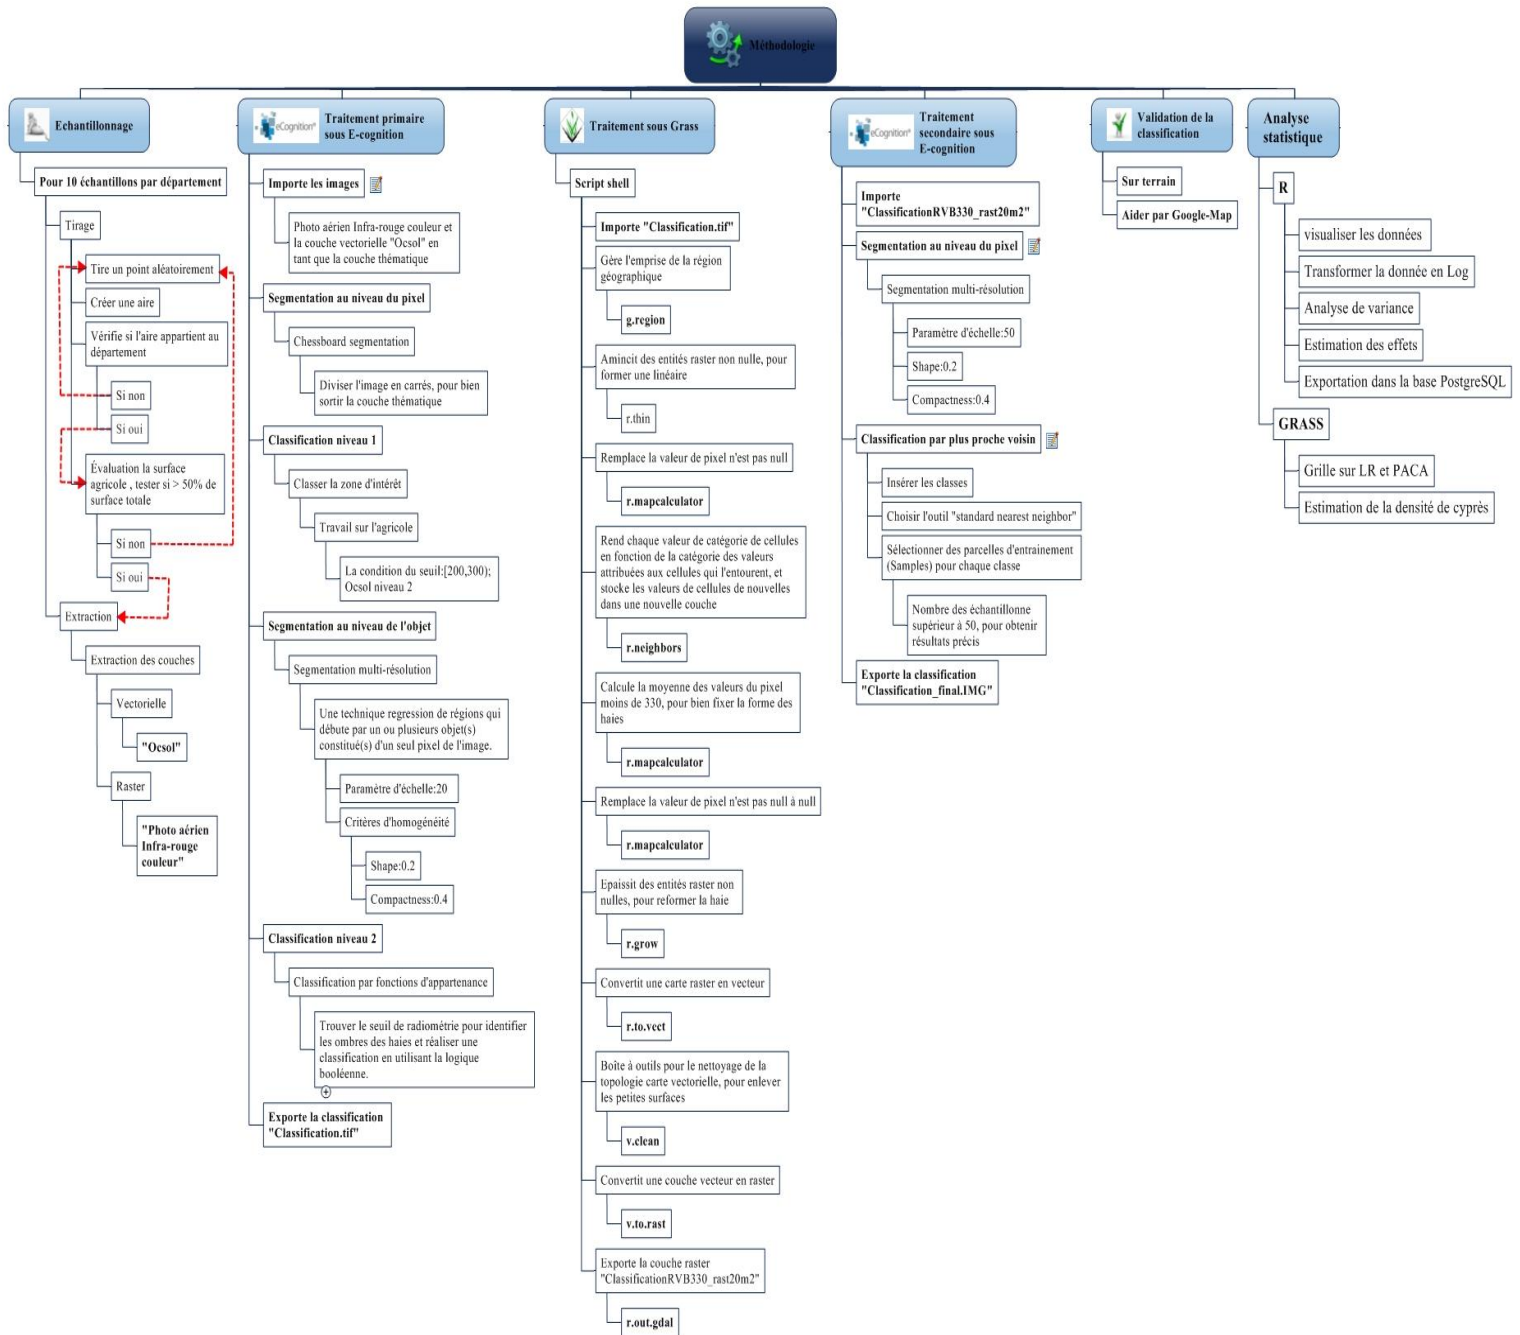 Méthodologie
Echantillonnage
Pour 10 échantillons par département
Tirage
Tire un point aléatoirement
Créer une aire
Vérifie si l'aire appartient au
département
Si non
Si oui
Évaluation la surface
agricole , tester si > 50% de
surface totale
Si non
Si oui
Extraction
Extraction des couches
Vectorielle
"Ocsol"
Raster
"Photo aérien
Infra-rouge
couleur"
eCognition
Traitement primaire
sous E-cognition
Importe les images
Photo aérien Infra-rouge couleur et
la couche vectorielle "Ocsol" en
tant que la couche thématique
Segmentation au niveau du pixel
Chessboard segmentation
Diviser l'image en carrés, pour bien
sortir la couche thématique
Classification niveau 1
Classer la zone d'intérêt
Travail sur l'agricole
La condition du seuil:[200,300);
Ocsol niveau 2
Segmentation au niveau de l'objet
Segmentation multi-résolution
Une technique regression de régions qui
débute par un ou plusieurs objet(s)
constitué(s) d'un seul pixel de l'image.
Paramètre d'échelle:20
Critères d'homogénéité
Shape:0.2
Compactness:0.4
Classification niveau 2
Classification par fonctions d'appartenance
Trouver le seuil de radiométrie pour identifier
les ombres des haies et réaliser une
classification en utilisant la logique
booléenne.
Exporte la classification
"Classification.tif"
Traitement sous Grass
Script shell
Importe "Classification.tif"
Gère l'emprise de la région
géographique
g.region
Amincit des entités raster non nulle, pour
former une linéaire
r.thin
Remplace la valeur de pixel n'est pas null
r.mapcalculator
Rend chaque valeur de catégorie de cellules
en fonction de la catégorie des valeurs
attribuées aux cellules qui l'entourent, et
stocke les valeurs de cellules de nouvelles
dans une nouvelle couche
r.neighbors
Calcule la moyenne des valeurs du pixel
moins de 330, pour bien fixer la forme des
haies
r.mapcalculator
Remplace la valeur de pixel n'est pas null à null
r.mapcalculator
Epaissit des entités raster non
nulles, pour reformer la haie
r.grow
Convertit une carte raster en vecteur
r.to.vect
Boîte à outils pour le nettoyage de la
topologie carte vectorielle, pour enlever
les petites surfaces
v.clean
Convertit une couche vecteur en raster
v.to.rast
Exporte la couche raster
"ClassificationRVB330_rast20m2"
r.out.gdal
eCognition
Traitement
secondaire sous
E-cognition
Importe
"ClassificationRVB330_rast20m2"
Segmentation au niveau du pixel
Segmentation multi-résolution
Paramètre d'échelle:50
Shape:0.2
Compactness:0.4
Classification par plus proche voisin
Insérer les classes
Choisir l'outil "standard nearest neighbor"
Sélectionner des parcelles d'entrainement
(Samples) pour chaque classe
Nombre des échantillonne
supérieur à 50, pour obtenir
résultats précis
Exporte la classification
"Classification_final.IMG"
Validation de la
classification
Sur terrain
Aider par Google-Map
Analyse
statistique
R
visualiser les données
Transformer la donnée en Log
Analyse de variance
Estimation des effets
Exportation dans la base PostgreSQL
GRASS
Grille sur LR et PACA
Estimation de la densité de cyprès